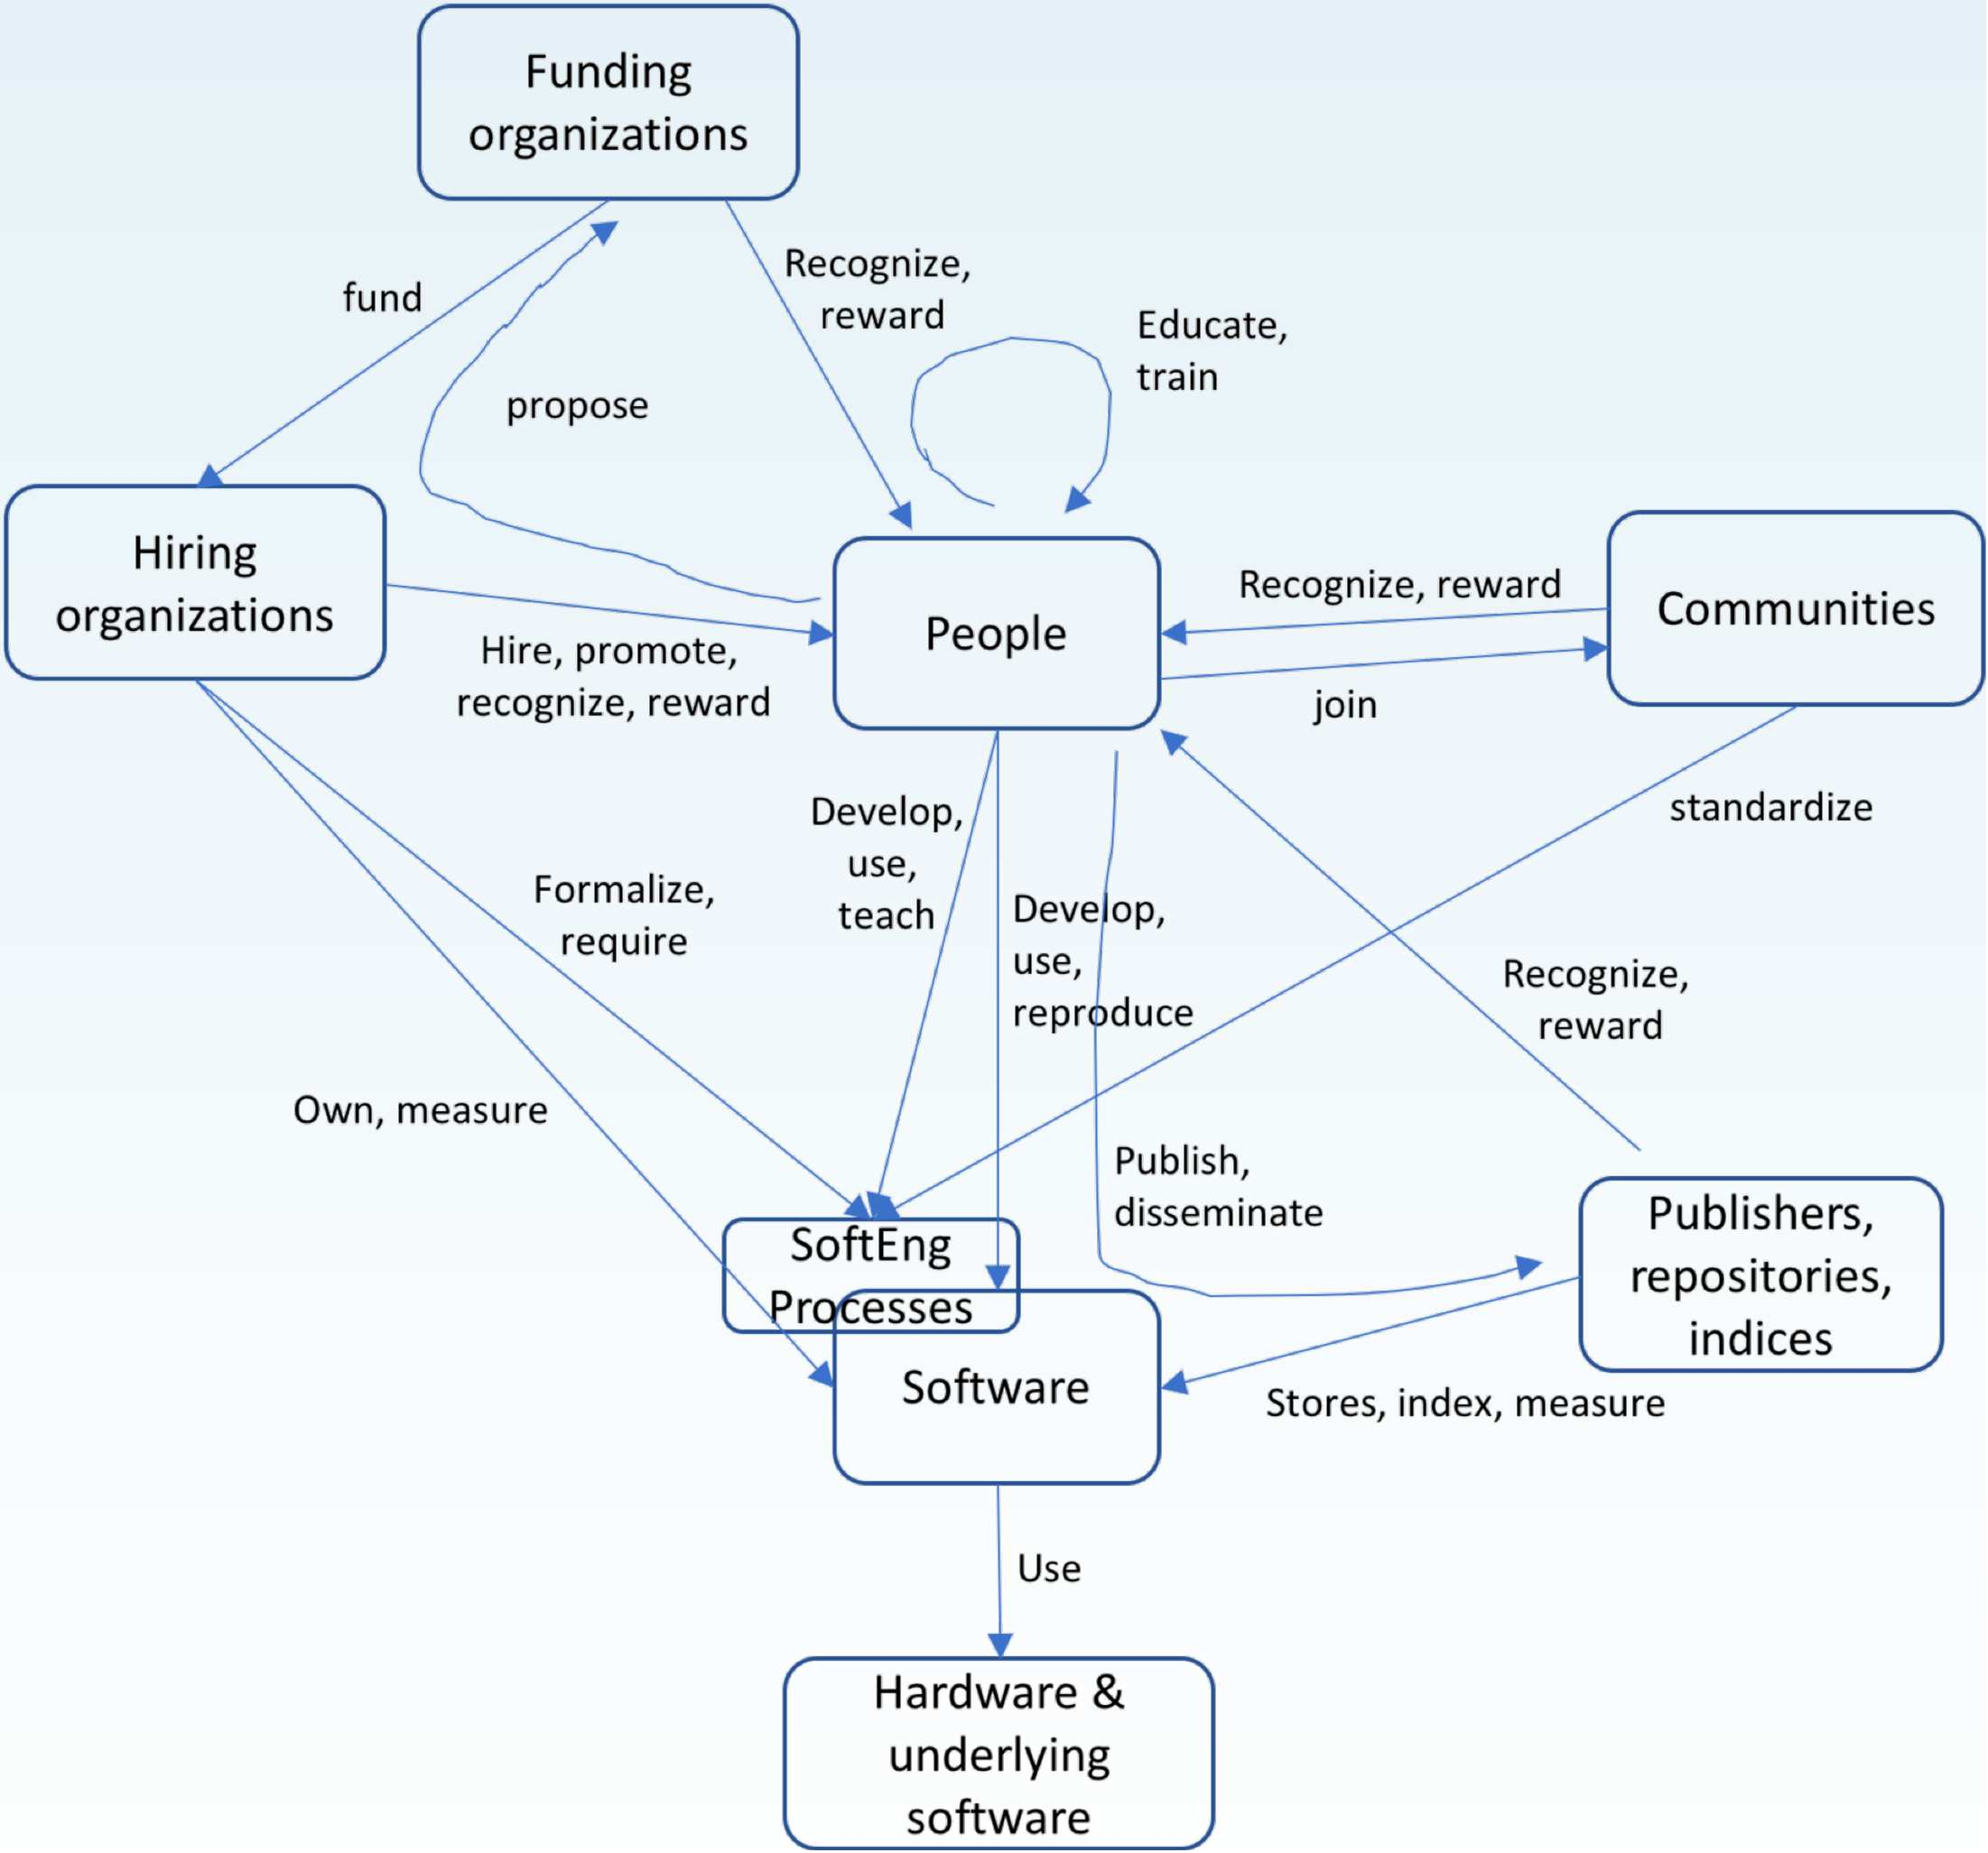 Funding
organizations
fund
Recognize,
reward
propose
Educate,
train
Hiring
organizations
Hire, promote,
recognize, reward
People
Recognize, reward
join
Communities
standardize
Develop,
use,
teach
Formalize,
require
Develop,
use,
reproduce
Recognize,
reward
Own, measure
Publish,
disseminate
SoftEng
Processes
Publishers,
repositories,
indices
Software
Stores, index, measure
Use
Hardware &
underlying
software